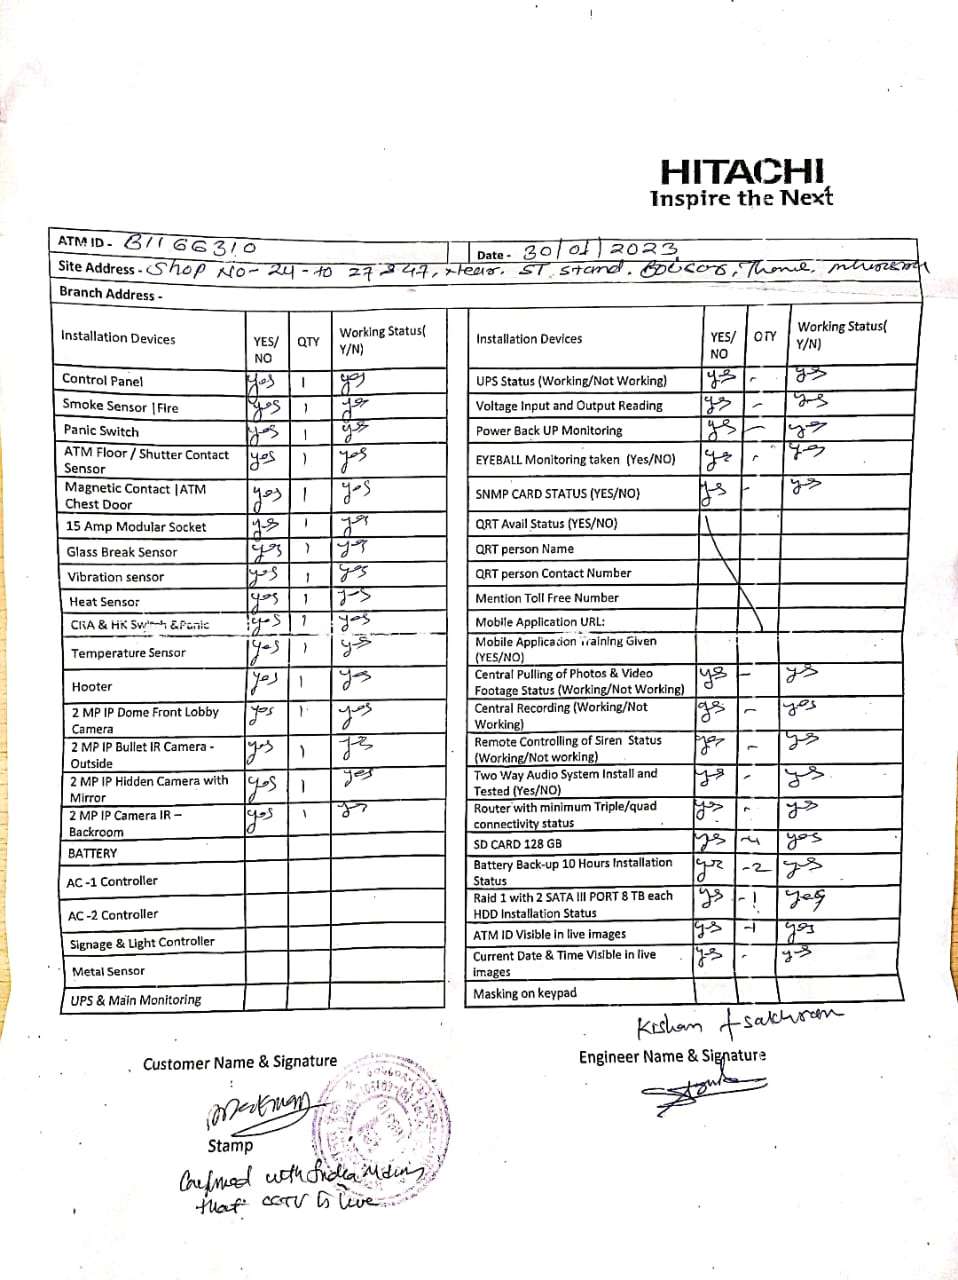 HITACHI
Inspire the Next
ATM ID - B1166310 Date - 30/01/2023
Site Address - Shop No - 24 - to 27 & 47, Near. ST stand.
Branch Address -
Installation Devices YES/ NO QTY Working Status( Y/N)
Control Panel yes 1 yes
Smoke Sensor |Fire yes 1 yes
Panic Switch yes 1 yes
ATM Floor / Shutter Contact Sensor yes 1 yes
Magnetic Contact |ATM Chest Door yes 1 yes
15 Amp Modular Socket yes 1 yes
Glass Break Sensor yes 1 yes
Vibration sensor yes 1 yes
Heat Sensor yes 1 yes
CRA & HK Switch &Panic yes 1 yes
Temperature Sensor yes 1 yes
Hooter yes 1 yes
2 MP IP Dome Front Lobby Camera yes 1 yes
2 MP IP Bullet IR Camera - Outside yes 1 yes
2 MP IP Hidden Camera with Mirror yes 1 yes
2 MP IP Camera IR – Backroom yes 1 yes
BATTERY
AC -1 Controller
AC -2 Controller
Signage & Light Controller
Metal Sensor
UPS & Main Monitoring
Installation Devices YES/ NO QTY Working Status( Y/N)
UPS Status (Working/Not Working) yes - yes
Voltage Input and Output Reading yes - yes
Power Back UP Monitoring yes - yes
EYEBALL Monitoring taken (Yes/NO) yes - yes
SNMP CARD STATUS (YES/NO) yes - yes
QRT Avail Status (YES/NO)
QRT person Name
QRT person Contact Number
Mention Toll Free Number
Mobile Application URL:
Mobile Application Training Given (YES/NO)
Central Pulling of Photos & Video Footage Status (Working/Not Working) yes - yes
Central Recording (Working/Not Working) yes - yes
Remote Controlling of Siren Status (Working/Not working) yes - yes
Two Way Audio System Install and Tested (Yes/NO) yes - yes
Router with minimum Triple/quad connectivity status yes - yes
SD CARD 128 GB yes -4 yes
Battery Back-up 10 Hours Installation Status yes -2 yes
Raid 1 with 2 SATA III PORT 8 TB each HDD Installation Status yes -1 yes
ATM ID Visible in live images yes -1 yes
Current Date & Time Visible in live images yes - yes
Masking on keypad
Kishan
Customer Name & Signature
Engineer Name & Signature
Stamp
with
that CCTV is live